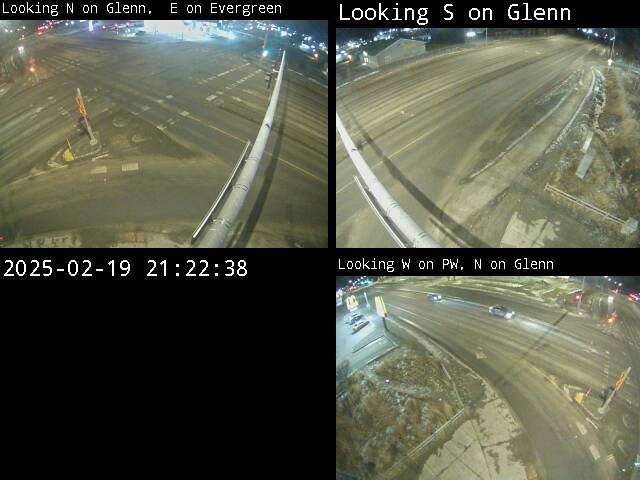 Looking N on Glenn,  E on Evergreen
Looking S on Glenn
2025-02-19 21:22:38
Looking W on PW, N on Glenn